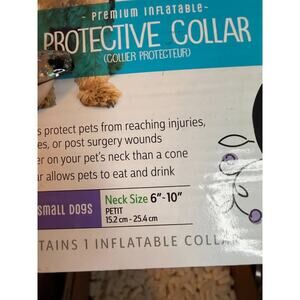 - PREMIUM INFLATABLE-
PROTECTIVE COLLAR
(COLLIER PROTECTEUR)
s protect pets from reaching injuries,
es, or post surgery wounds
er on your pet's neck than a cone
ar allows pets to eat and drink
SMALL DOGS
Neck Size 6"-10"
PETIT
15.2 cm - 25.4 cm
TAINS 1 INFLATABLE COLLA